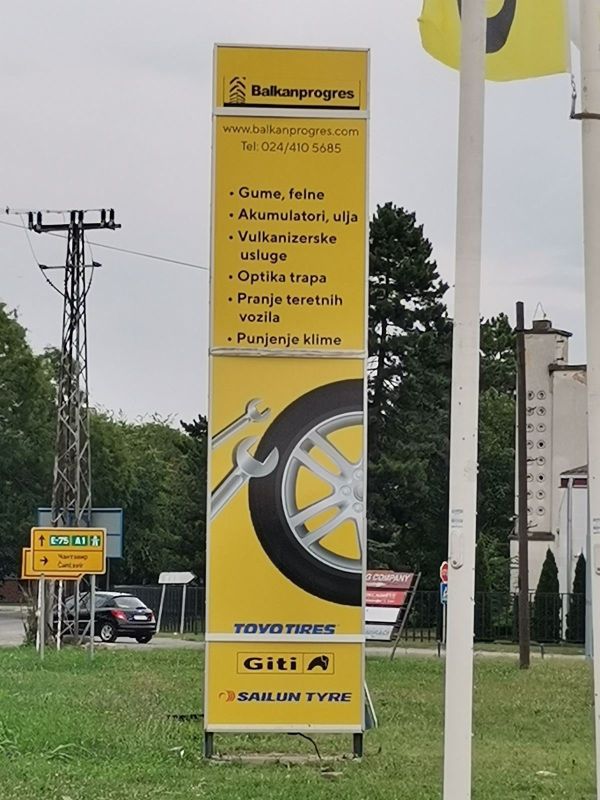 Balkanprogres
www.balkanprogres.com
Tel: 024/410 5685
• Gume, felne
• Akumulatori, ulja
• Vulkanizerske
usluge
• Optika trapa
• Pranje teretnih
vozila
• Punjenje klime
TOYO TIRES
Giti
SAILUN TYRE
E-75 A1
Чантавир
Čantavir
G COMPANY